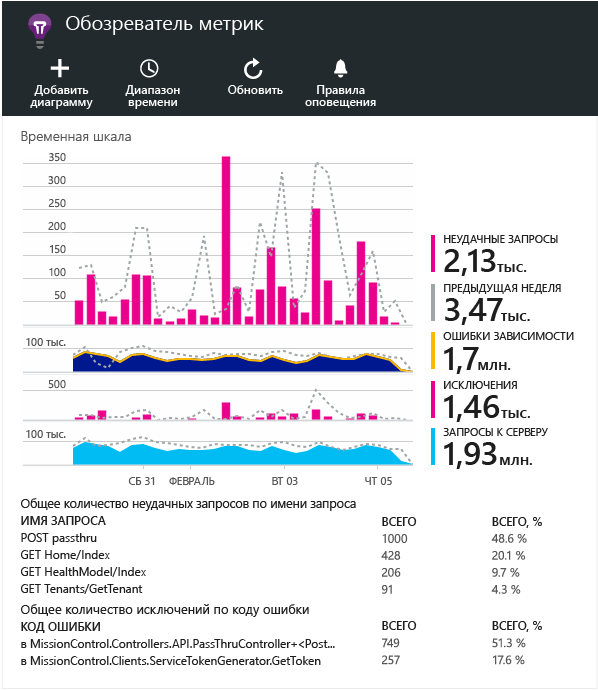 Обозреватель метрик
Добавить диаграмму
Диапазон времени
Обновить
Правила оповещения
Временная шкала
350
300
250
200
150
100
50
100 тыс.
500
100 тыс.
СБ 31 ФЕВРАЛЬ ВТ 03 ЧТ 05
НЕУДАЧНЫЕ ЗАПРОСЫ
2,13тыс.
ПРЕДЫДУЩАЯ НЕДЕЛЯ
3,47тыс.
ОШИБКИ ЗАВИСИМОСТИ
1,7млн.
ИСКЛЮЧЕНИЯ
1,46тыс.
ЗАПРОСЫ К СЕРВЕРУ
1,93 млн.
Общее количество неудачных запросов по имени запроса
ИМЯ ЗАПРОСА ВСЕГО ВСЕГО, %
POST passthru 1000 48.6 %
GET Home/Index 428 20.1 %
GET HealthModel/Index 206 9.7 %
GET Tenants/GetTenant 91 4.3 %
Общее количество исключений по коду ошибки
КОД ОШИБКИ ВСЕГО ВСЕГО, %
в MissionControl.Controllers.API.PassThruController+<Post... 749 51.3 %
в MissionControl.Clients.ServiceTokenGenerator.GetToken 257 17.6 %